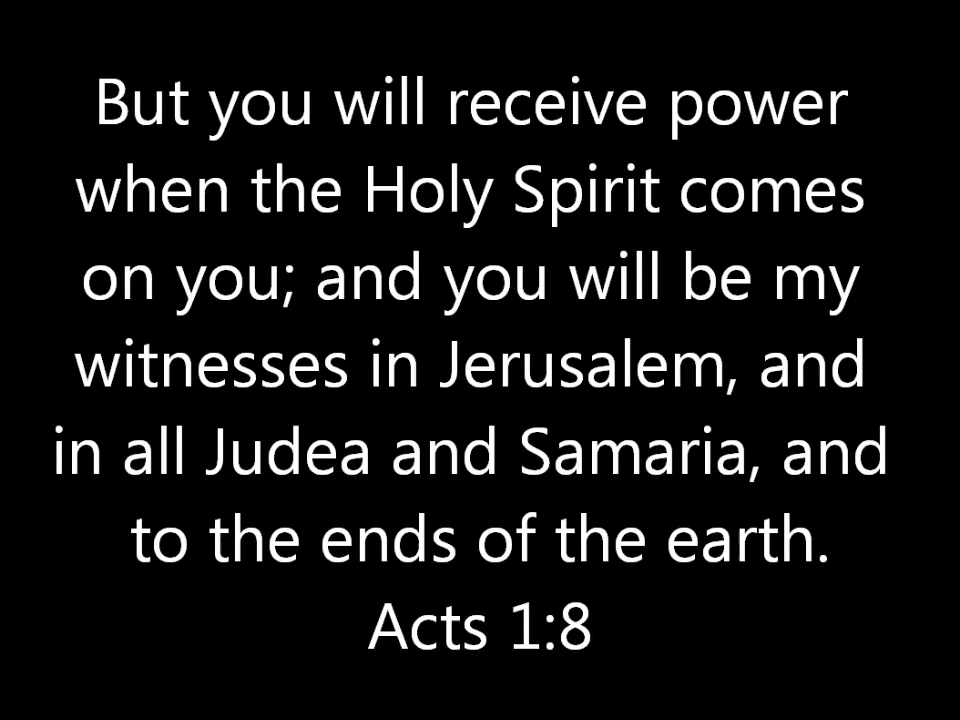 But you will receive power
when the Holy Spirit comes
on you; and you will be my
witnesses in Jerusalem, and
in all Judea and Samaria, and
to the ends of the earth.
Acts 1:8